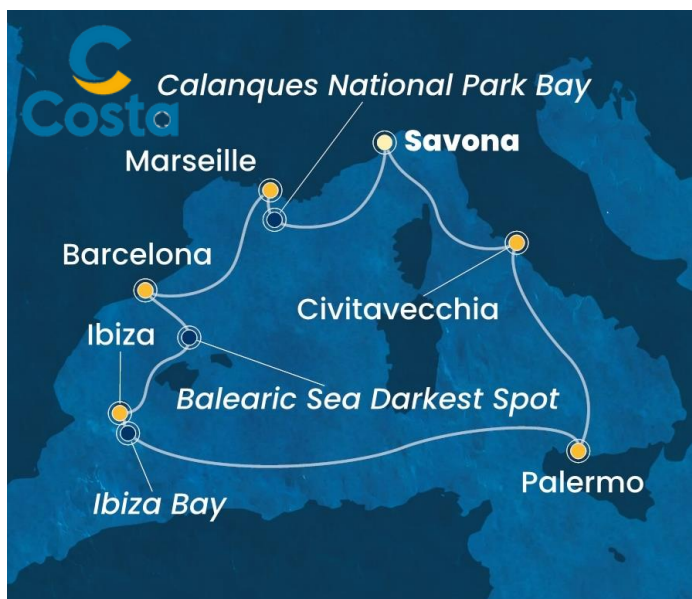 Costa
Calanques National Park Bay
Savona
Marseille
Barcelona
Civitavecchia
Ibiza
Balearic Sea Darkest Spot
Palermo
Ibiza Bay